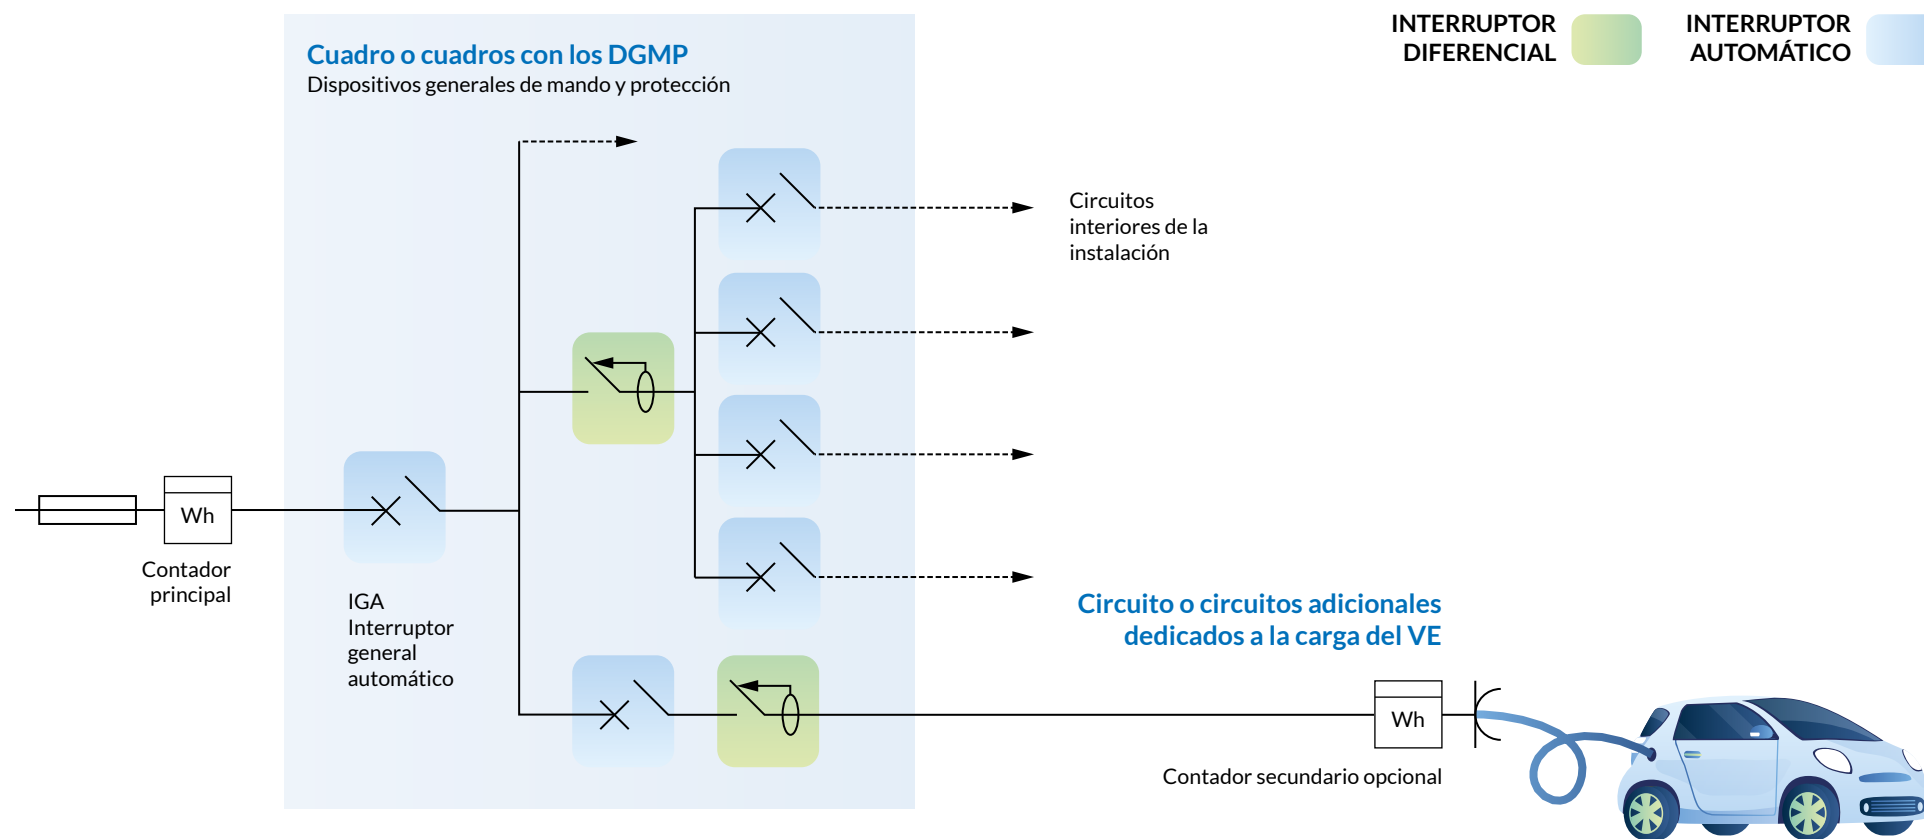 INTERRUPTOR
DIFERENCIAL
INTERRUPTOR
AUTOMÁTICO
Cuadro o cuadros con los DGMP
Dispositivos generales de mando y protección
Circuitos
interiores de la
instalación
Wh
Contador
principal
IGA
Interruptor
general
automático
Circuito o circuitos adicionales
dedicados a la carga del VE
Wh
Contador secundario opcional